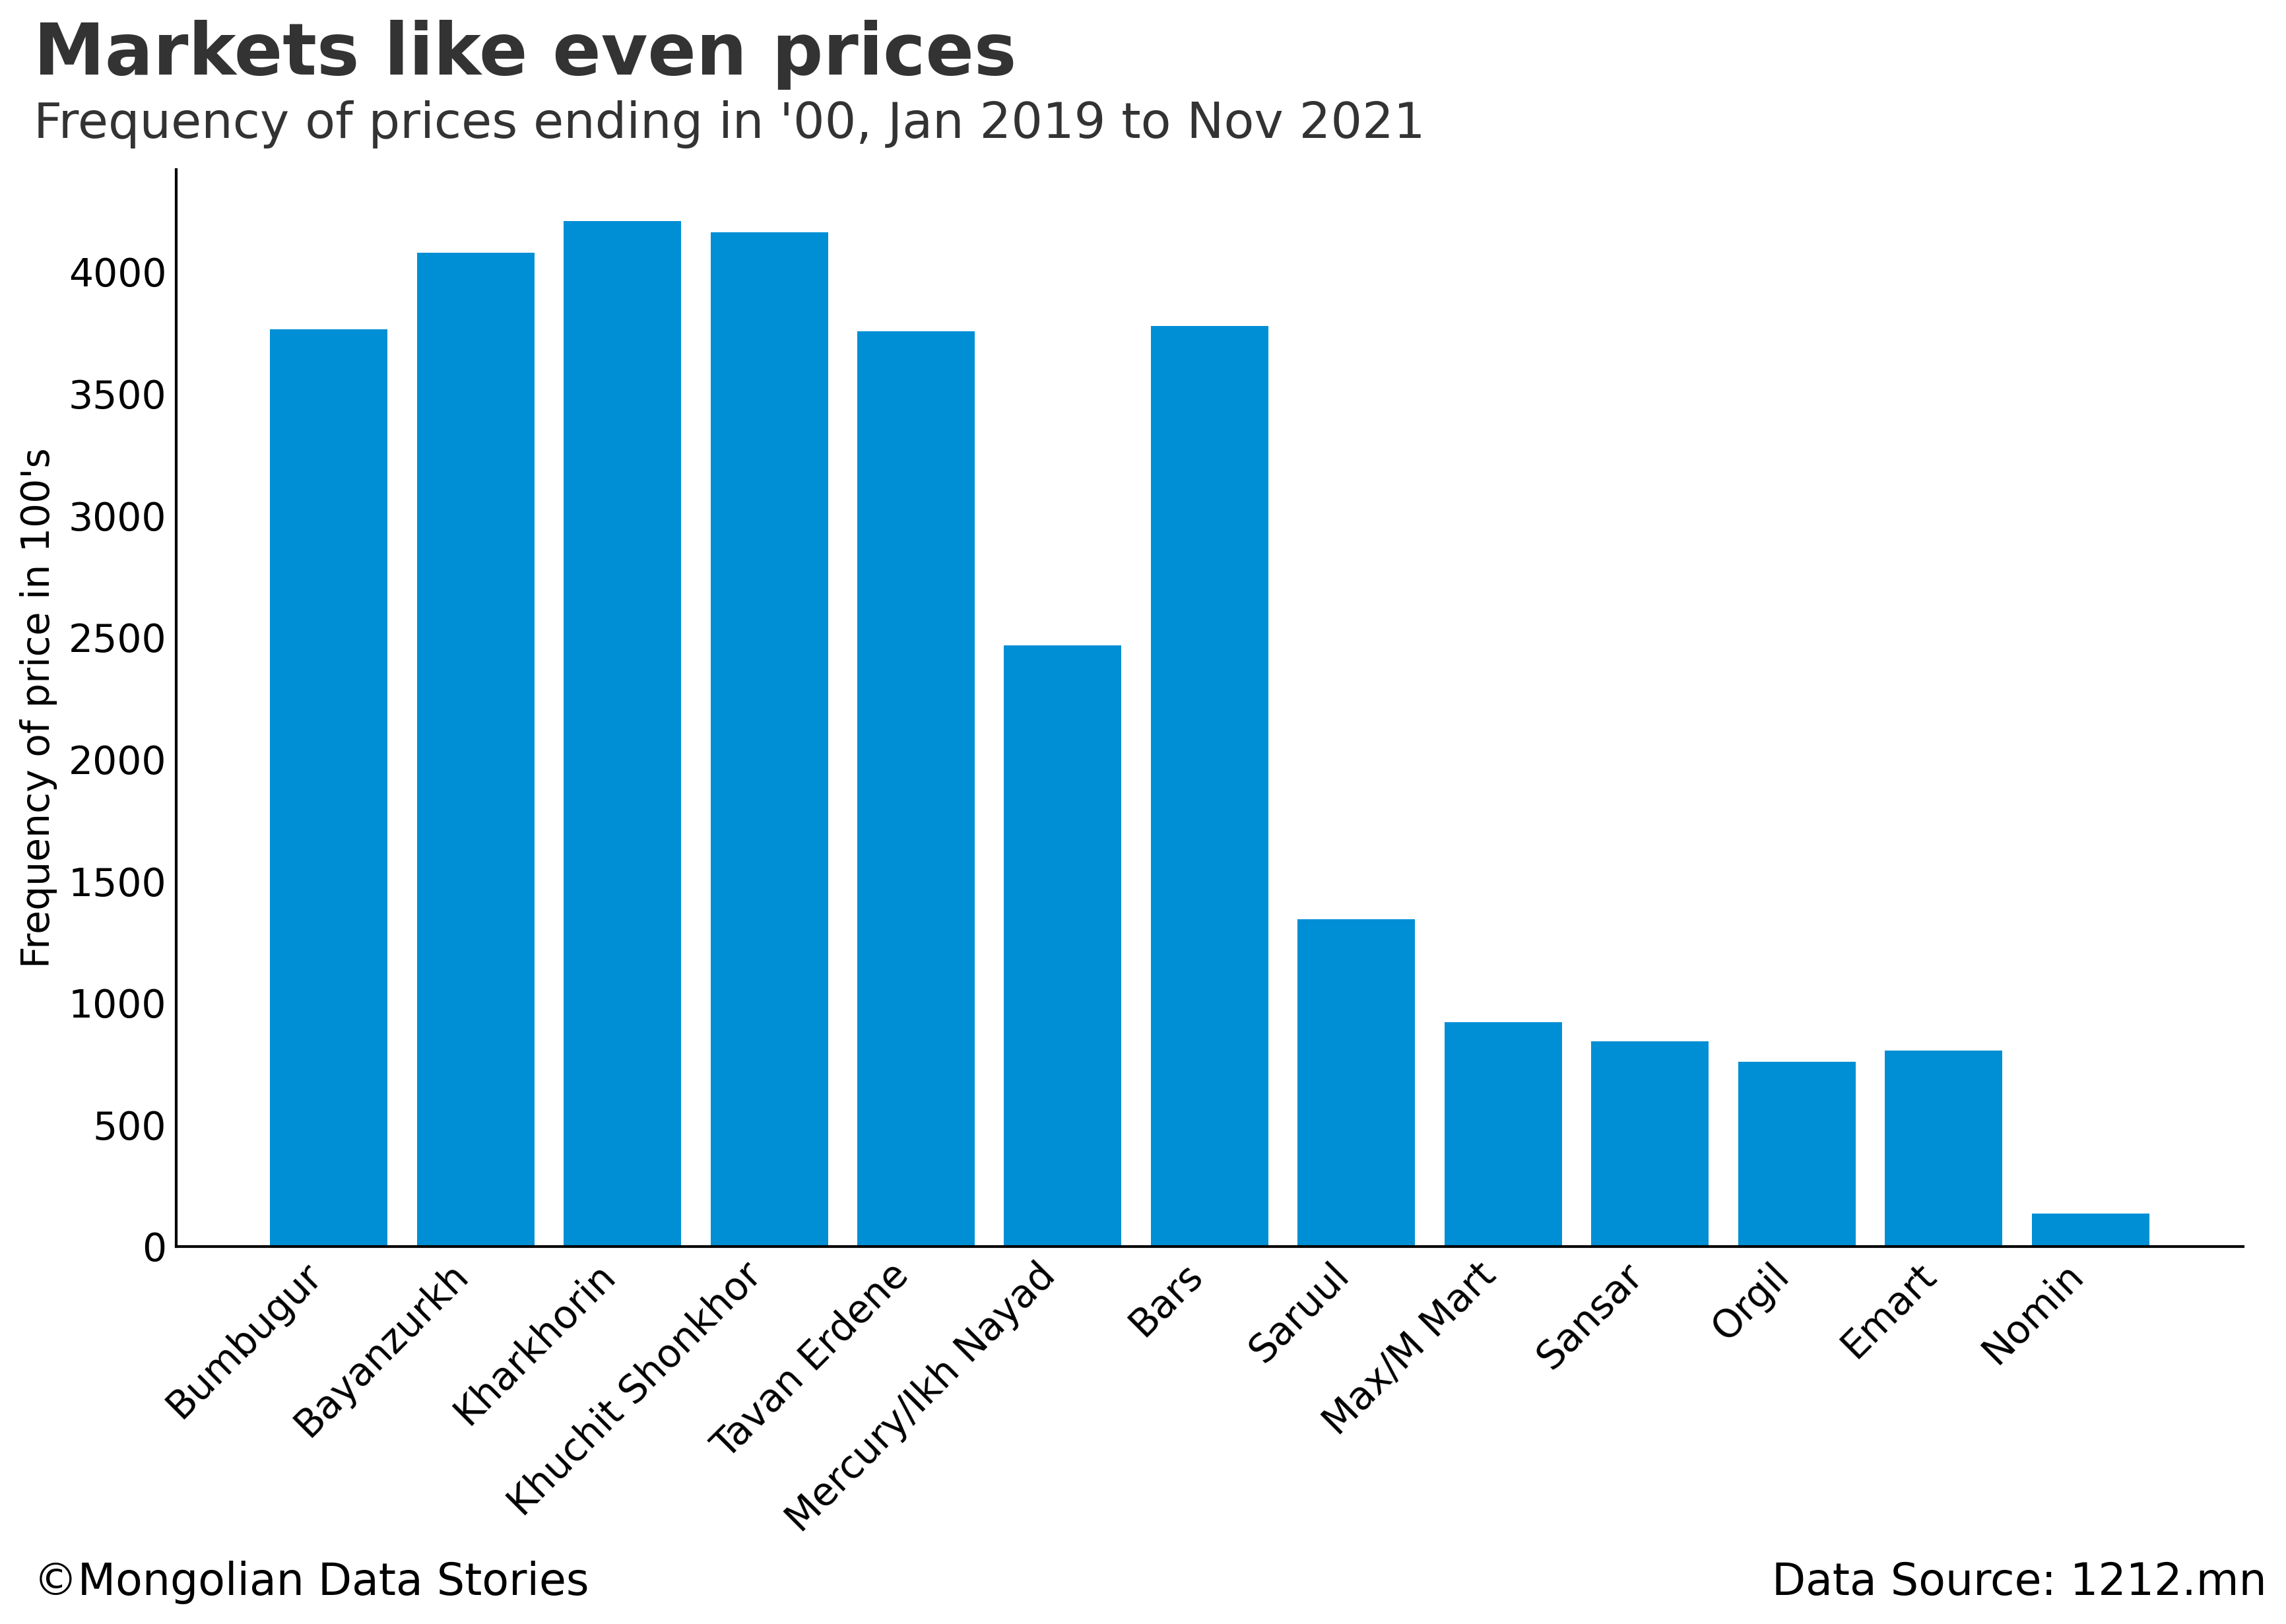 Markets like even prices
Frequency of prices ending in '00, Jan 2019 to Nov 2021
Frequency of price in 100's
4000
3500
3000
2500
2000
1500
1000
500
0
Bumbugur
Bayanzurkh
Kharkhorin
Khuchit Shonkhor
Tavan Erdene
Mercury/Ikh Nayad
Bars
Saruul
Max/M Mart
Sansar
Orgil
Emart
Nomin
©Mongolian Data Stories
Data Source: 1212.mn